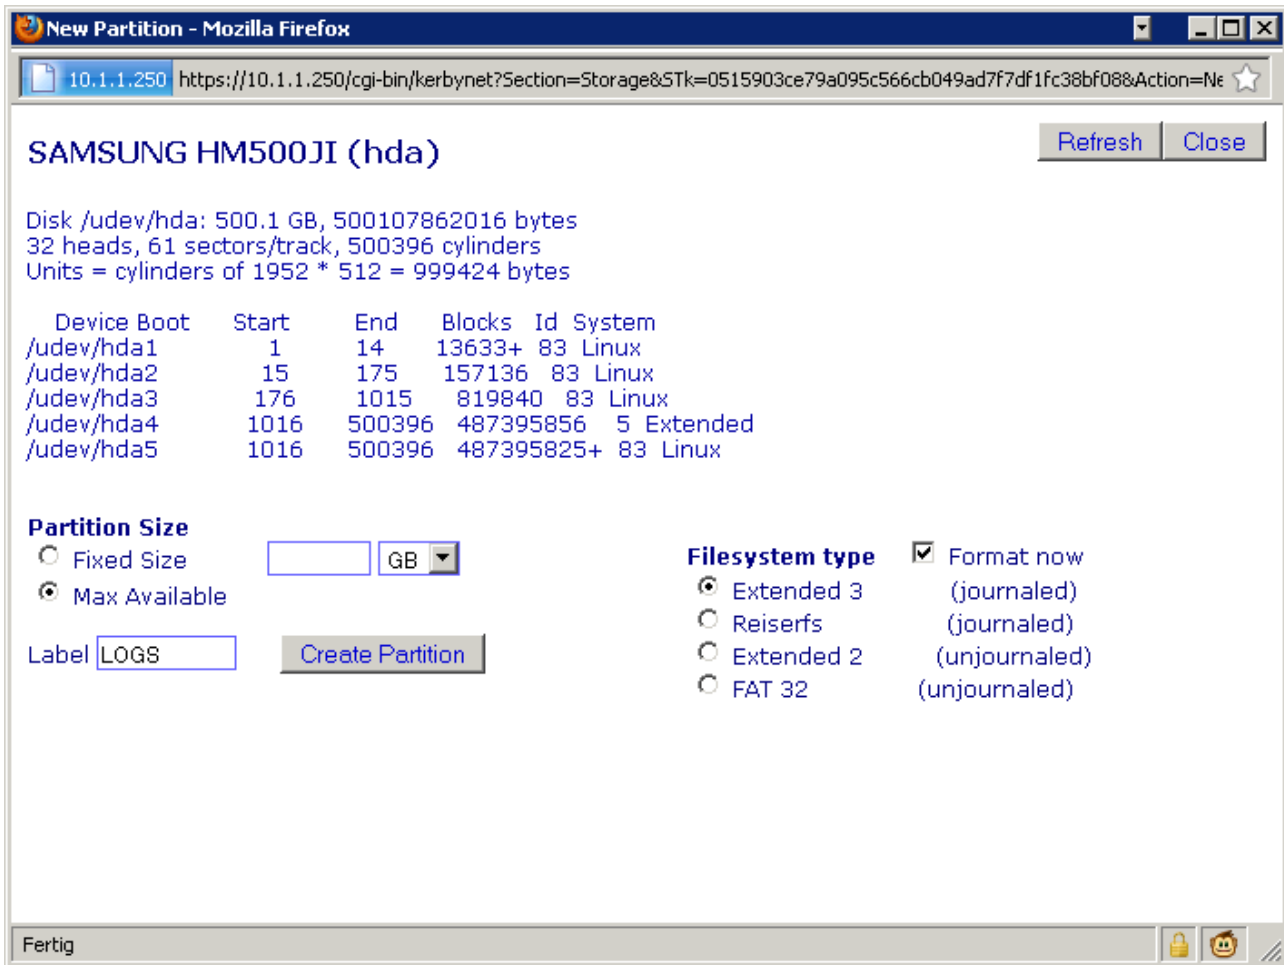 New Partition - Mozilla Firefox
10.1.1.250 https://10.1.1.250/cgi-bin/kerbynet?Section=Storage&STk=0515903ce79a095c566cb049ad7f7df1fc38bf08&Action=Ne
SAMSUNG HM500JI (hda)
Refresh Close
Disk /udev/hda: 500.1 GB, 500107862016 bytes
32 heads, 61 sectors/track, 500396 cylinders
Units = cylinders of 1952 * 512 = 999424 bytes
Device Boot Start End Blocks Id System
/udev/hda1 1 14 13633+ 83 Linux
/udev/hda2 15 175 157136 83 Linux
/udev/hda3 176 1015 819840 83 Linux
/udev/hda4 1016 500396 487395856 5 Extended
/udev/hda5 1016 500396 487395825+ 83 Linux
Partition Size
Fixed Size GB
Max Available
Label LOGS Create Partition
Filesystem type Format now
Extended 3 (journaled)
Reiserfs (journaled)
Extended 2 (unjournaled)
FAT 32 (unjournaled)
Fertig